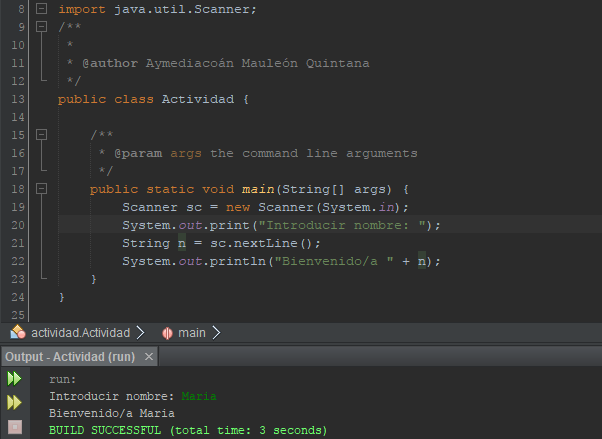 8 import java.util.Scanner;
9 /**
10 *
11 * @author Aymediacoán Mauleón Quintana
12 */
13 public class Actividad {
14
15 /**
16 * @param args the command line arguments
17 */
18 public static void main(String[] args) {
19 Scanner sc = new Scanner(System.in);
20 System.out.print("Introducir nombre: ");
21 String n = sc.nextLine();
22 System.out.println("Bienvenido/a " + n);
23 }
24 }
25
actividad.Actividad main
Output - Actividad (run) ×
run:
Introducir nombre: Maria
Bienvenido/a Maria
BUILD SUCCESSFUL (total time: 3 seconds)